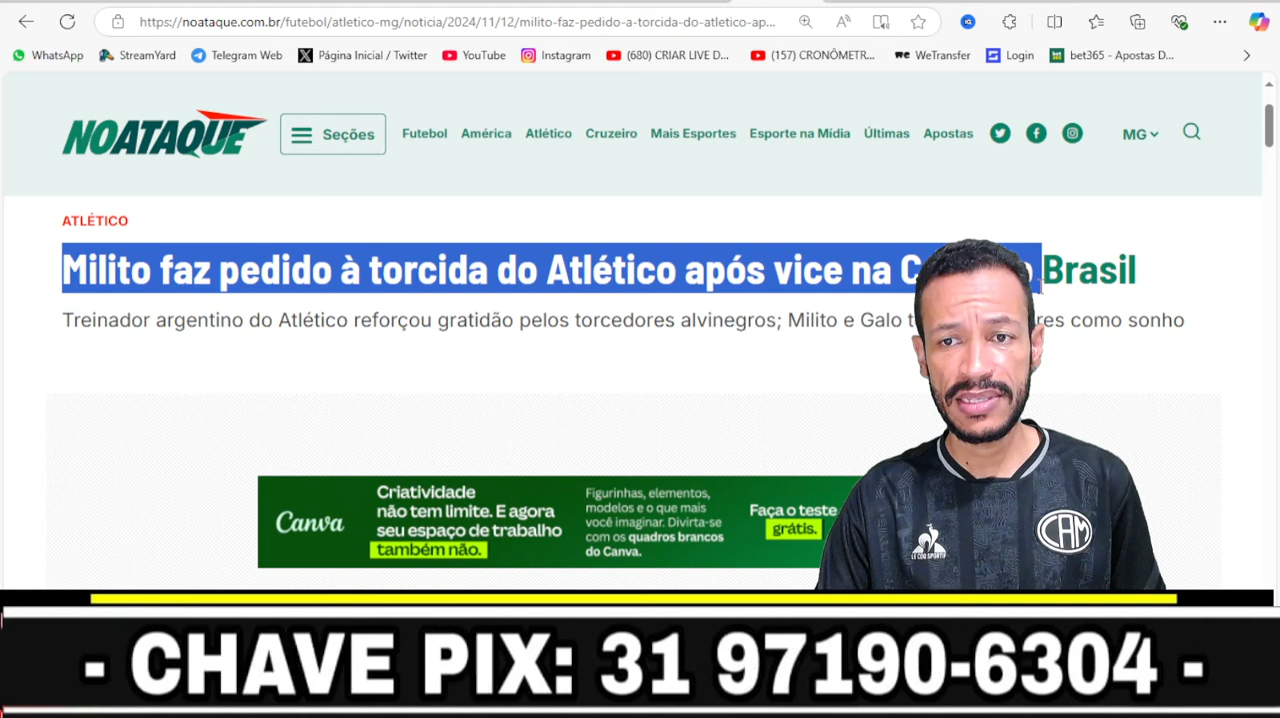 https://noataque.com.br/futebol/atletico-mg/noticia/2024/11/12/milito-faz-pedido-a-torcida-do-atletico-ap...
WhatsApp StreamYard Telegram Web Página Inicial / Twitter YouTube Instagram (680) CRIAR LIVE D... (157) CRONÔMETR... WeTransfer Login bet365 - Apostas D...
NOATAQUE Seções Futebol América Atlético Cruzeiro Mais Esportes Esporte na Mídia Últimas Apostas MG
ATLÉTICO
Milito faz pedido à torcida do Atlético após vice na Brasil
Treinador argentino do Atlético reforçou gratidão pelos torcedores alvinegros; Milito e Galo como sonho
Canva
Criatividade
não tem limite. E agora
seu espaço de trabalho
também não.
Figurinhas, elementos,
modelos e o que mais
você imaginar. Divirta-se
com os quadros brancos
do Canva.
Faça o teste
grátis.
LE COQ SPORTIF
CAM
- CHAVE PIX: 31 97190-6304 -